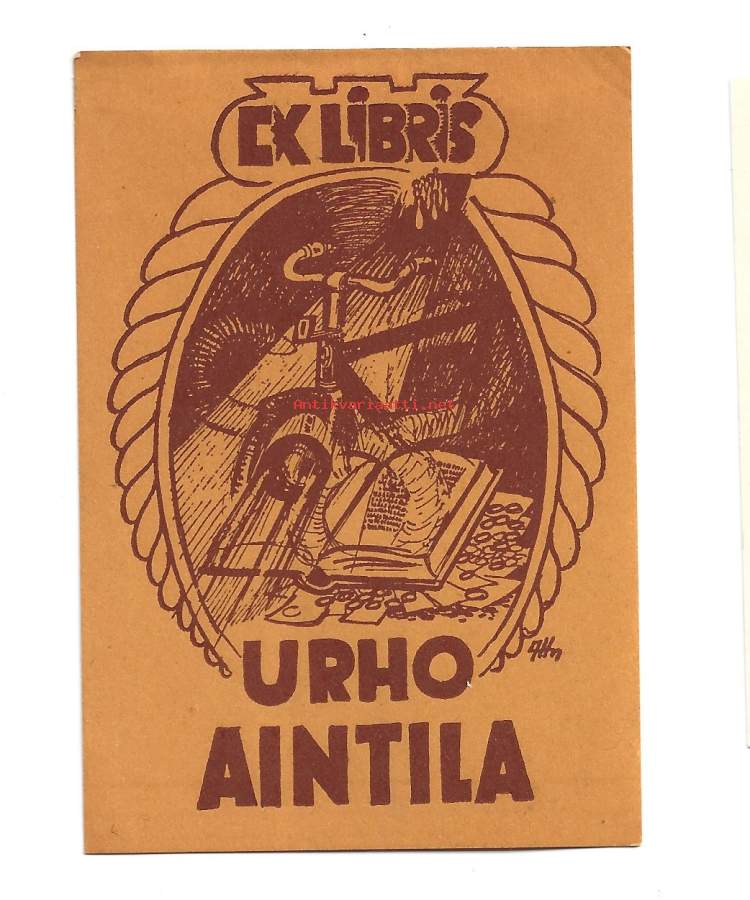 EX LIBRIS
Antikvariaatti.net
URHO
AINTILA